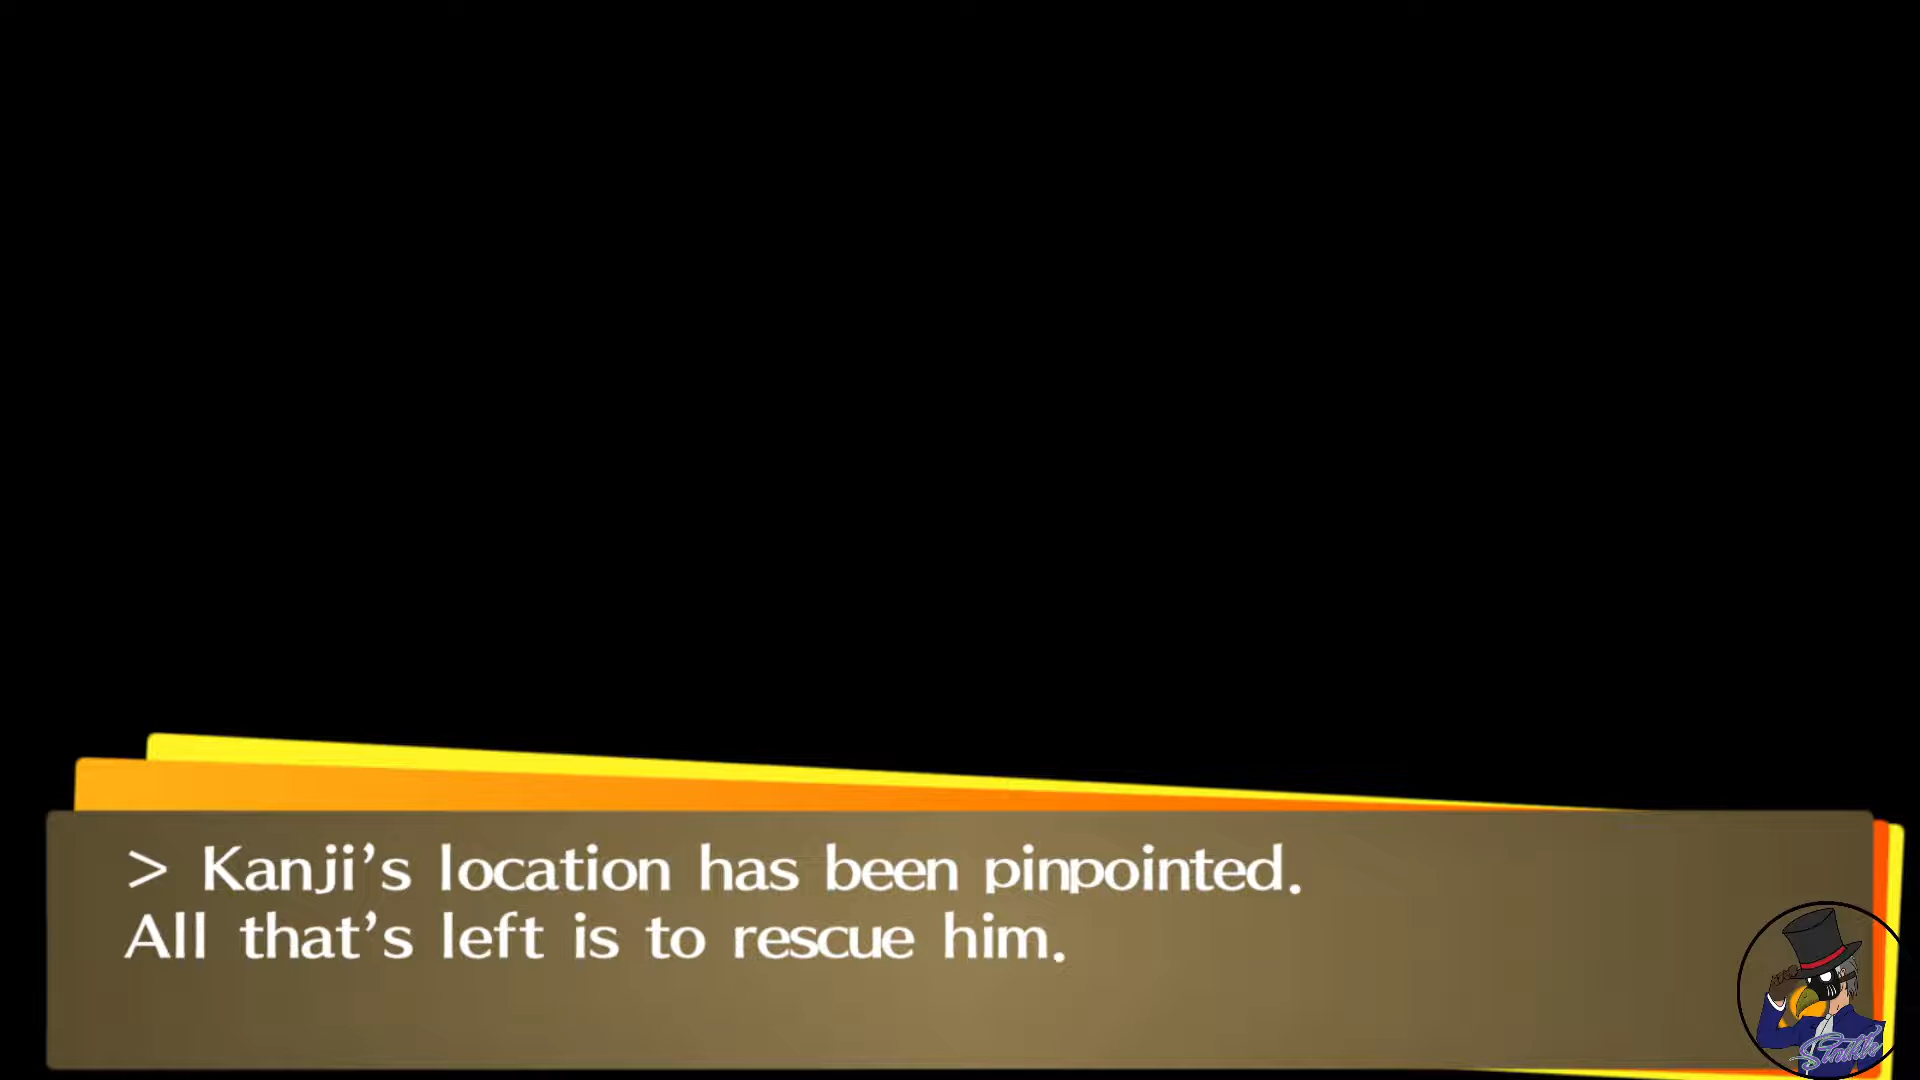 > Kanji's location has been pinpointed.
All that's left is to rescue him.